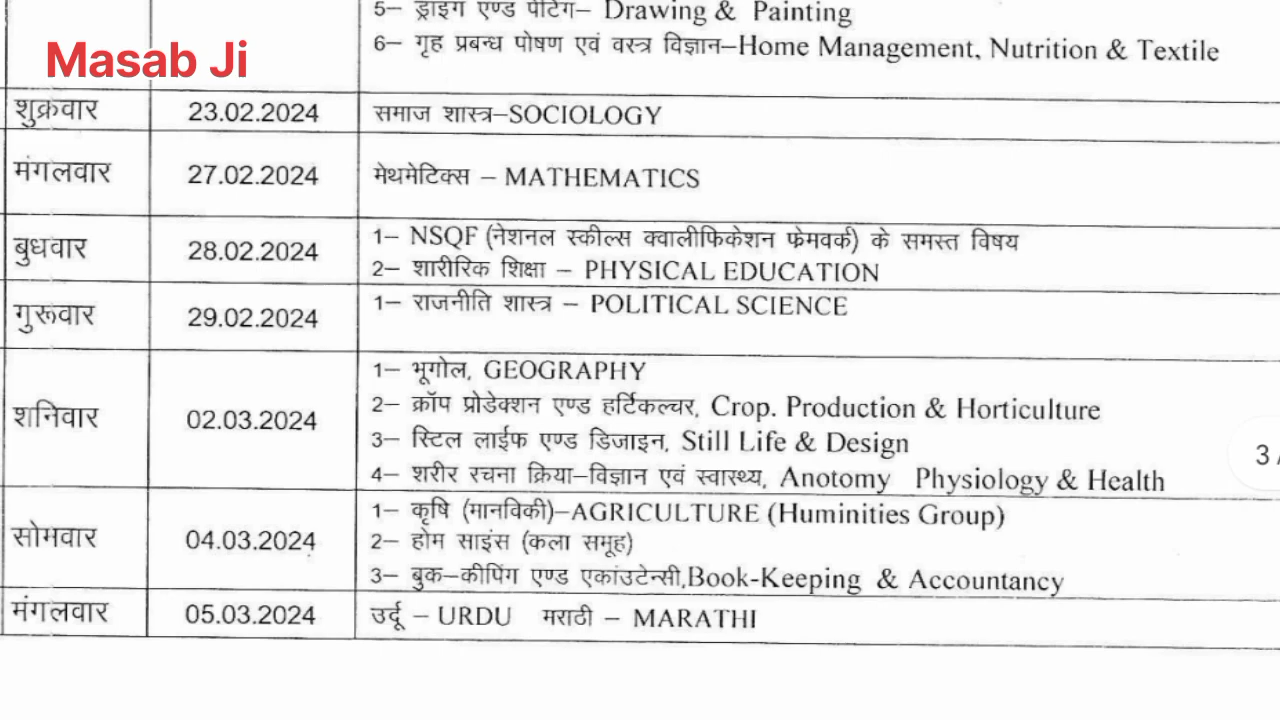 5– ड्राइंग एण्ड पेंटिंग– Drawing & Painting
Masab Ji
6– गृह प्रबन्ध पोषण एवं वस्त्र विज्ञान–Home Management, Nutrition & Textile
शुक्रवार 23.02.2024 समाज शास्त्र–SOCIOLOGY
मंगलवार 27.02.2024 मेथमेटिक्स – MATHEMATICS
बुधवार 28.02.2024 1– NSQF (नेशनल स्कील्स क्वालीफिकेशन फेमवर्क) के समस्त विषय
2– शारीरिक शिक्षा – PHYSICAL EDUCATION
गुरूवार 29.02.2024 1– राजनीति शास्त्र – POLITICAL SCIENCE
शनिवार 02.03.2024 1– भूगोल, GEOGRAPHY
2– क्रॉप प्रोडेक्शन एण्ड हर्टिकल्चर, Crop. Production & Horticulture
3– स्टिल लाईफ एण्ड डिजाइन, Still Life & Design
4– शरीर रचना क्रिया–विज्ञान एवं स्वास्थ्य, Anotomy Physiology & Health
सोमवार 04.03.2024 1– कृषि (मानविकी)–AGRICULTURE (Huminities Group)
2– होम साइंस (कला समूह)
3– बुक–कीपिंग एण्ड एकांउटेन्सी,Book-Keeping & Accountancy
मंगलवार 05.03.2024 उर्दू – URDU मराठी – MARATHI
3 /